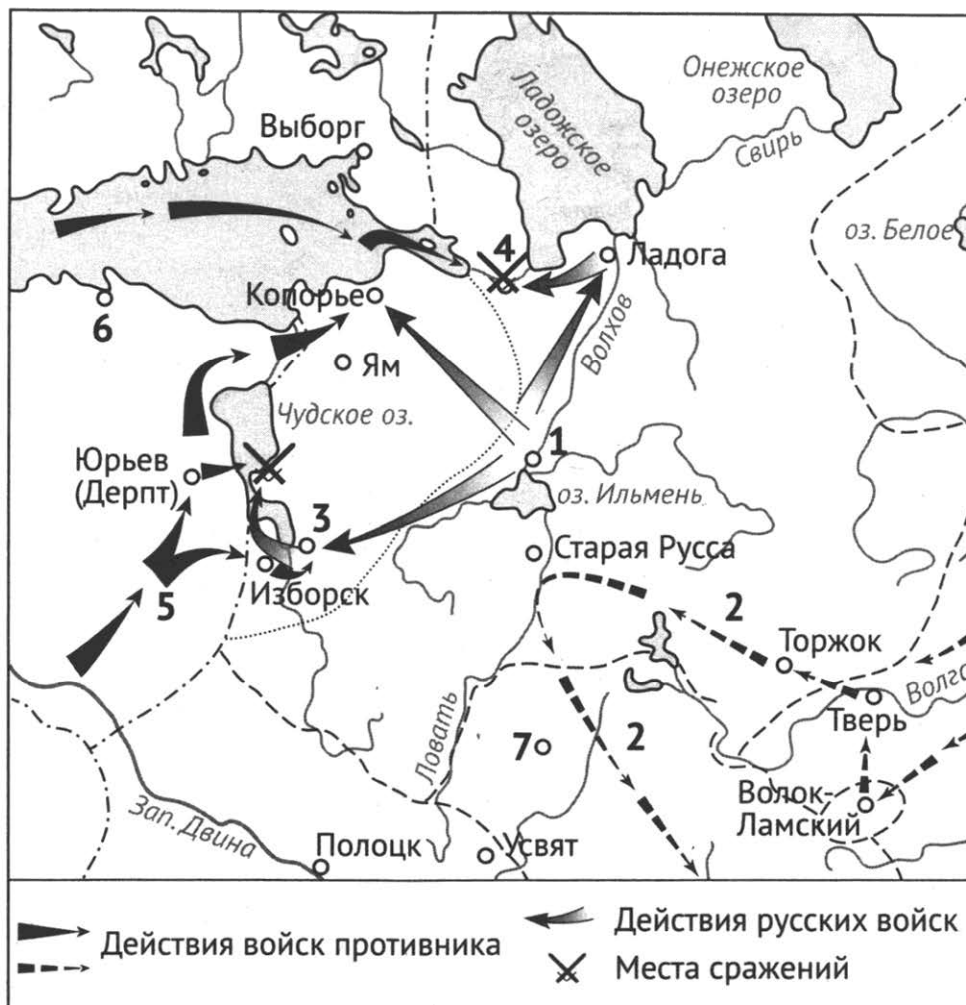 Онежское
озеро
Ладожское
озеро
Выборг
Свирь
оз. Белое
4
Ладога
Копорье
6
Волхов
Ям
Чудское оз.
1
Юрьев
(Дерпт)
оз. Ильмень
3
Старая Русса
Изборск
5
2
Торжок
Волга
Тверь
2
7
Ловать
Волок-
Ламский
Зап. Двина
Полоцк
Усвят
Действия войск противника
Действия русских войск
Места сражений